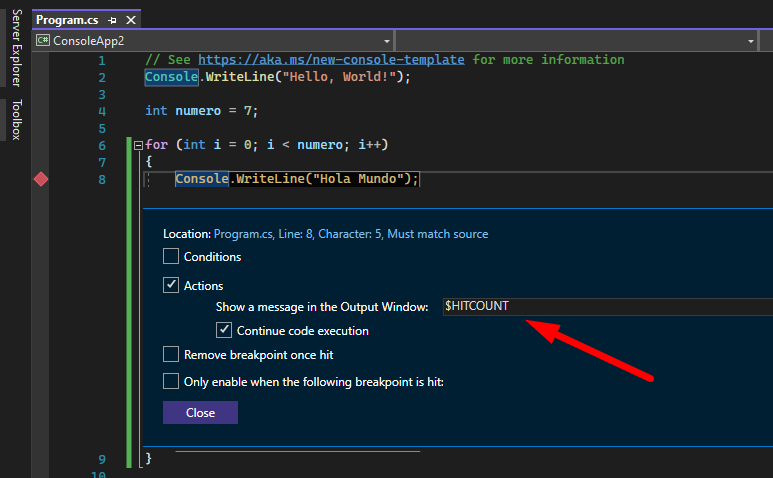 Server Explorer
Toolbox
Program.cs
C# ConsoleApp2
1 // See https://aka.ms/new-console-template for more information
2 Console.WriteLine("Hello, World!");
3
4 int numero = 7;
5
6 for (int i = 0; i < numero; i++)
7 {
8 Console.WriteLine("Hola Mundo");
Location: Program.cs, Line: 8, Character: 5, Must match source
Conditions
Actions
Show a message in the Output Window: $HITCOUNT
Continue code execution
Remove breakpoint once hit
Only enable when the following breakpoint is hit:
Close
9 }
10